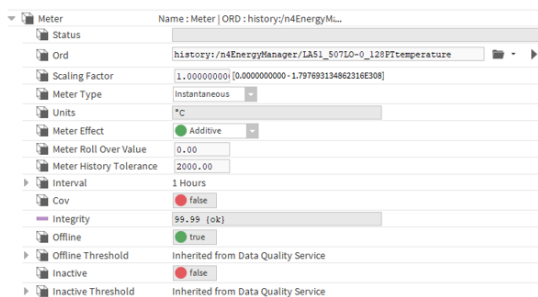 Meter Name : Meter | ORD : history:/n4EnergyM:...
Status
Ord history:/n4EnergyManager/LA51_507LO-0_128PTtemperature
Scaling Factor 1.00000000 [0.0000000000 - 1.797693134862316E308]
Meter Type Instantaneous
Units °C
Meter Effect Additive
Meter Roll Over Value 0.00
Meter History Tolerance 2000.00
Interval 1 Hours
Cov false
Integrity 99.99 {ok}
Offline true
Offline Threshold Inherited from Data Quality Service
Inactive false
Inactive Threshold Inherited from Data Quality Service